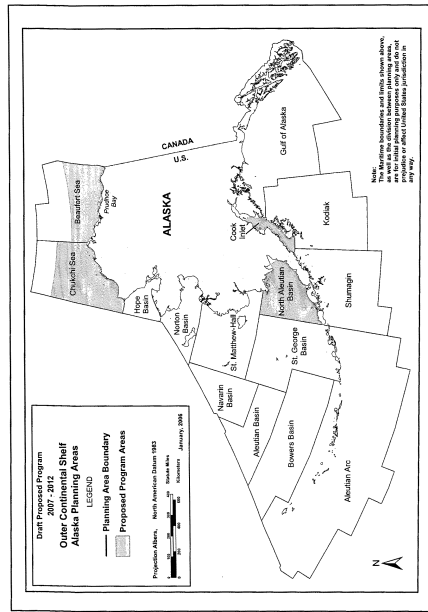 Draft Proposed Program
2007 - 2012
Outer Continental Shelf
Alaska Planning Areas
LEGEND
Planning Area Boundary
Proposed Program Areas
Projection Albers, North American Datum 1983
Statute Miles
Kilometers
January, 2006
N
Chukchi Sea
Beaufort Sea
Prudhoe
Bay
CANADA
U.S.
ALASKA
Hope
Basin
Norton
Basin
Navarin
Basin
St. Matthew-Hall
Aleutian Basin
Bowers Basin
St. George
Basin
North Aleutian
Basin
Cook
Inlet
Gulf of Alaska
Kodiak
Shumagin
Aleutian Arc
Note:
The Maritime boundaries and limits shown above,
as well as the division between planning areas,
are for initial planning purposes only and do not
prejudice or affect United States jurisdiction in
any way.